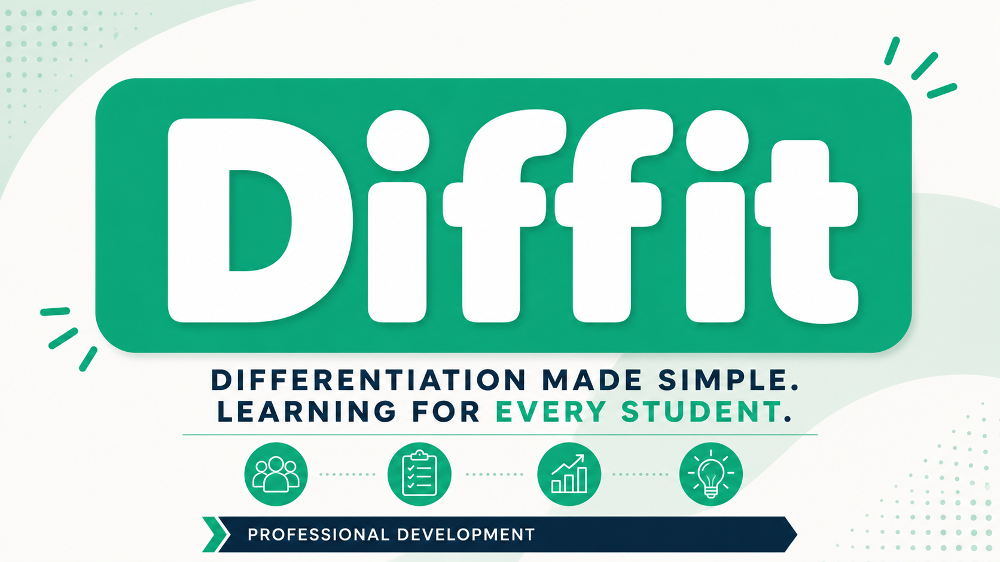 Diffit
DIFFERENTIATION MADE SIMPLE.
LEARNING FOR EVERY STUDENT.
PROFESSIONAL DEVELOPMENT